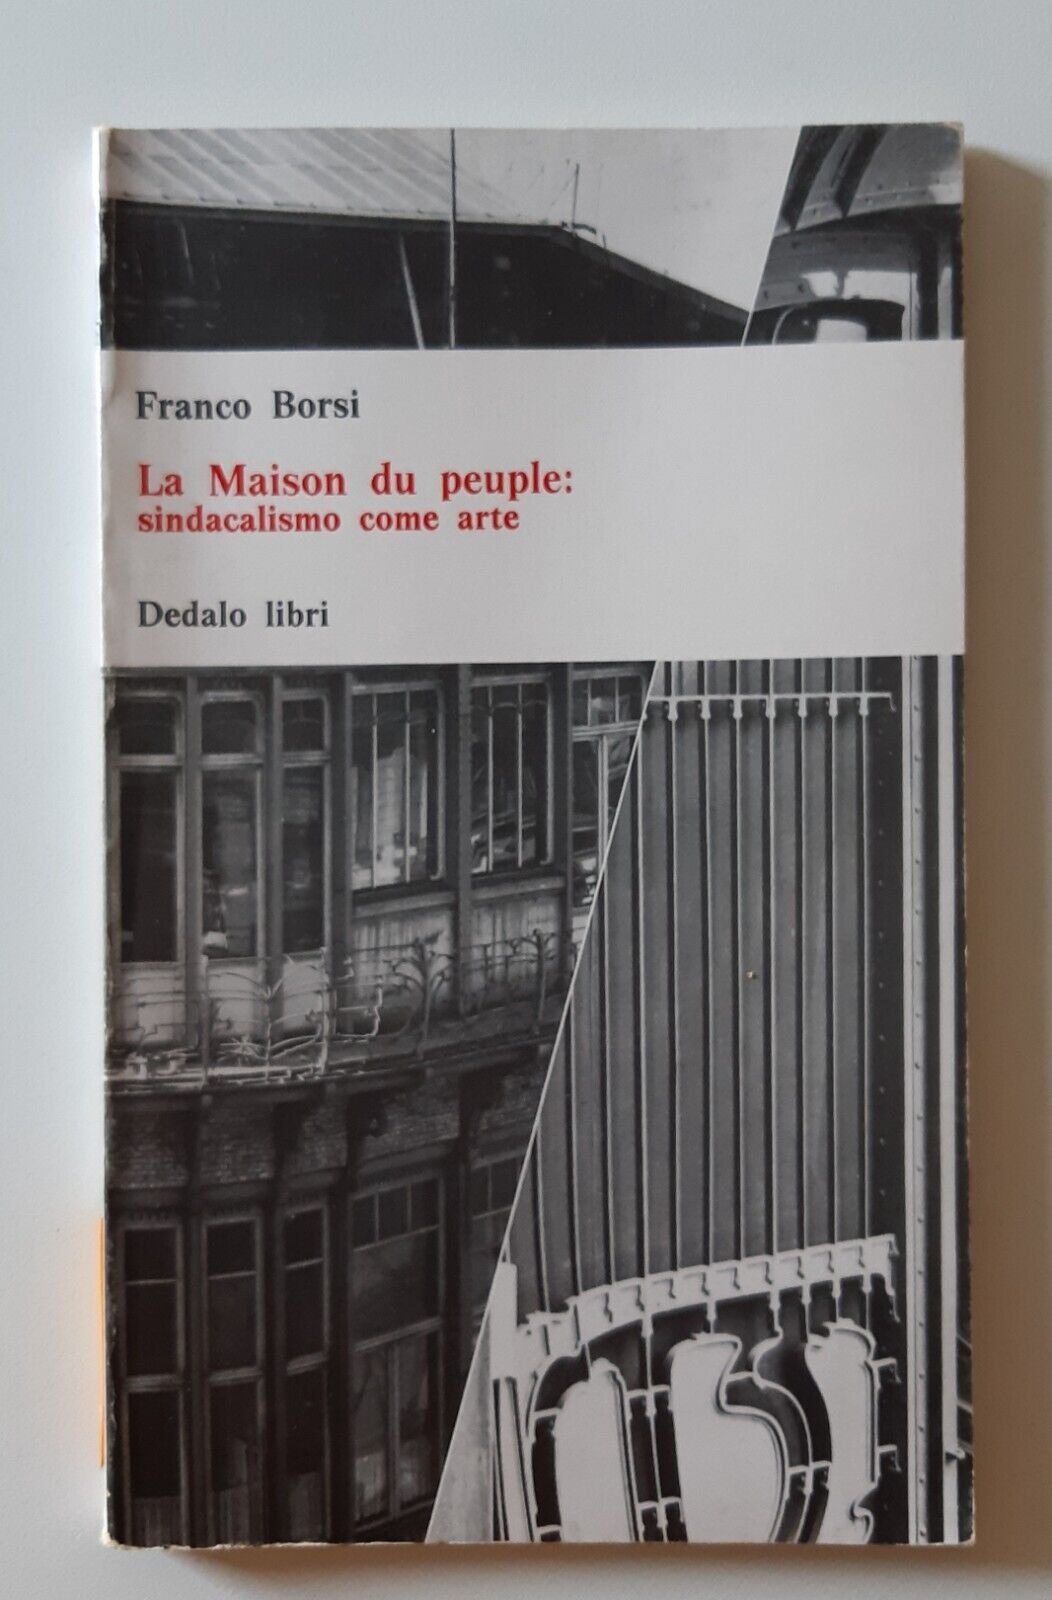 Franco Borsi
La Maison du peuple:
sindacalismo come arte
Dedalo libri